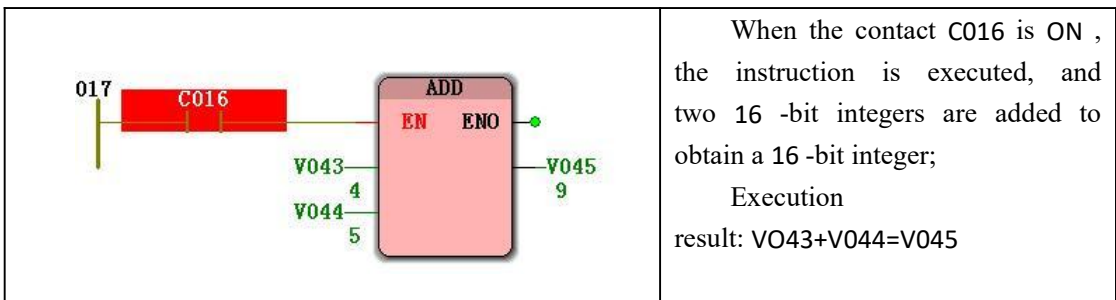 017
C016
ADD
EN ENO
V043 V045
4 9
V044
5
When the contact C016 is ON ,
the instruction is executed, and
two 16 -bit integers are added to
obtain a 16 -bit integer;
Execution
result: VO43+V044=V045